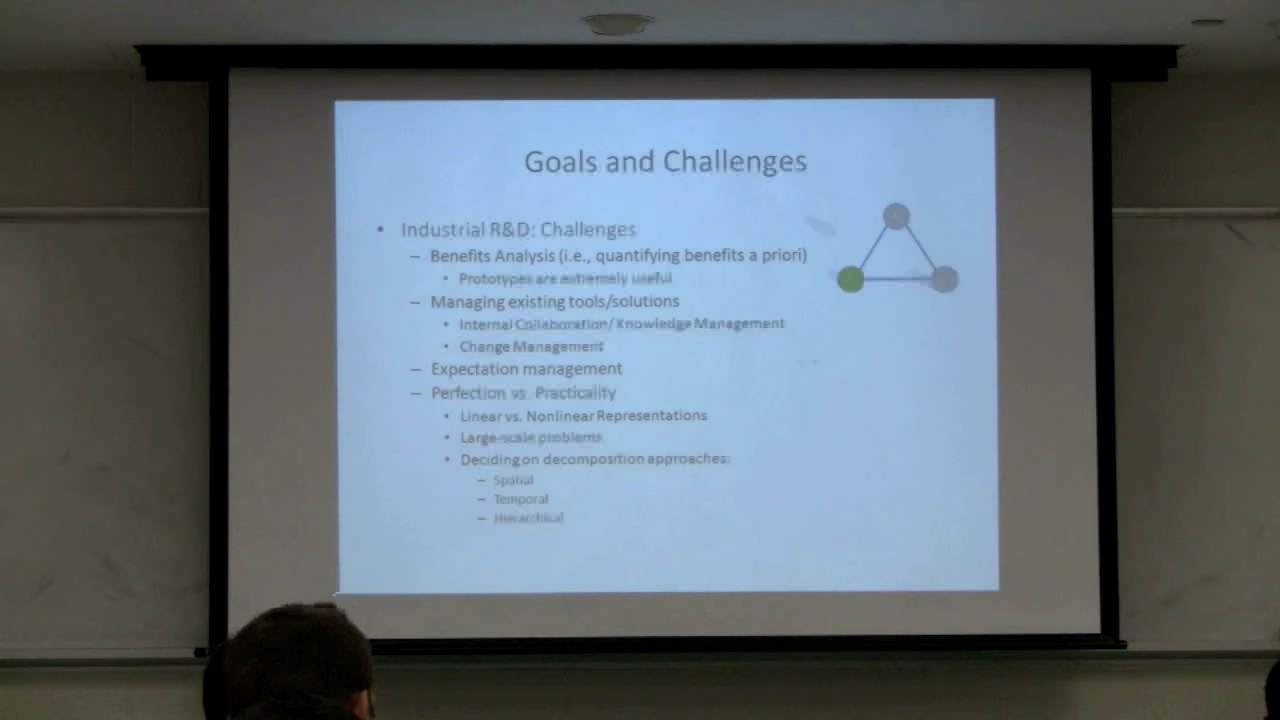 Goals and Challenges
• Industrial R&D: Challenges
– Benefits Analysis (i.e., quantifying benefits a priori)
• Prototypes are extremely useful
– Managing existing tools/solutions
• Internal Collaboration/ Knowledge Management
• Change Management
– Expectation management
– Perfection vs. Practicality
• Linear vs. Nonlinear Representations
• Large-scale problems
• Deciding on decomposition approaches:
– Spatial
– Temporal
– Hierarchical